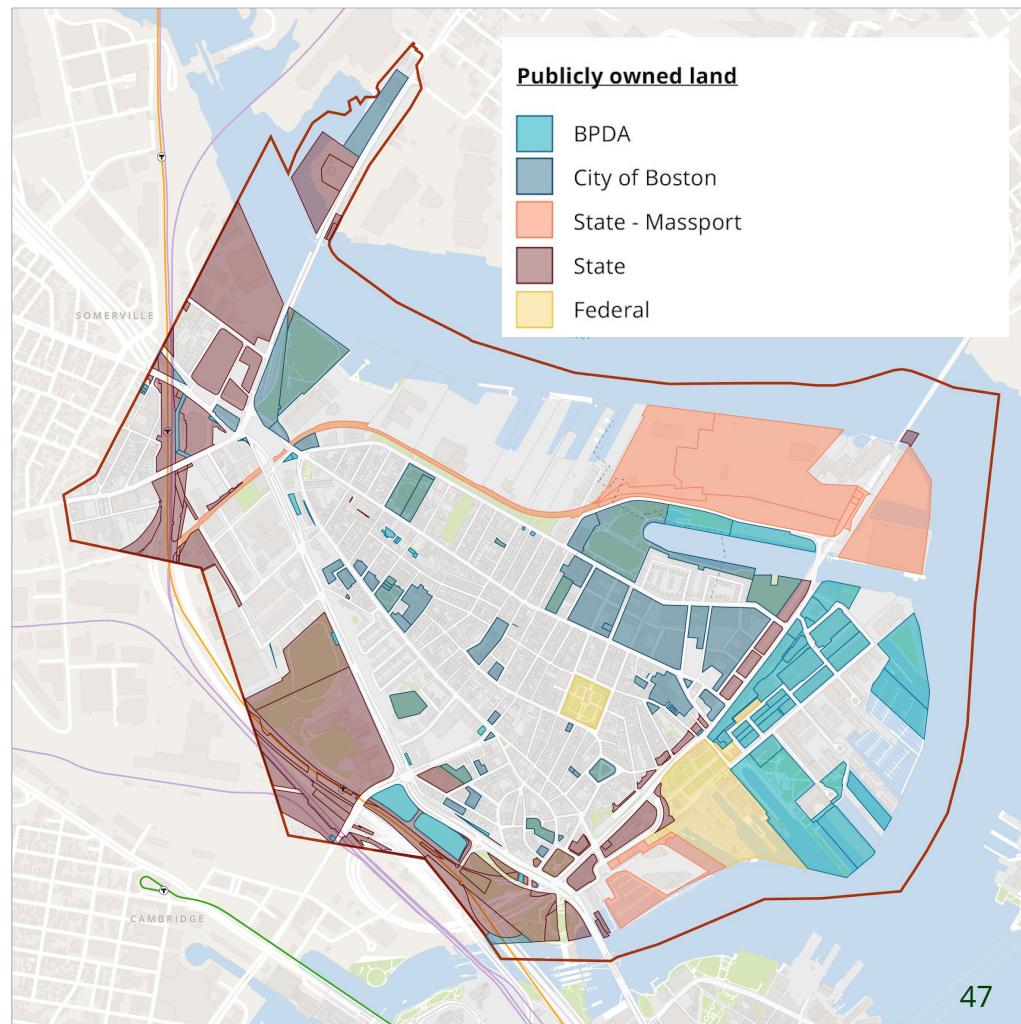 Publicly owned land
BPDA
City of Boston
State - Massport
State
Federal
SOMERVILLE
T
T
T
T
CAMBRIDGE
47